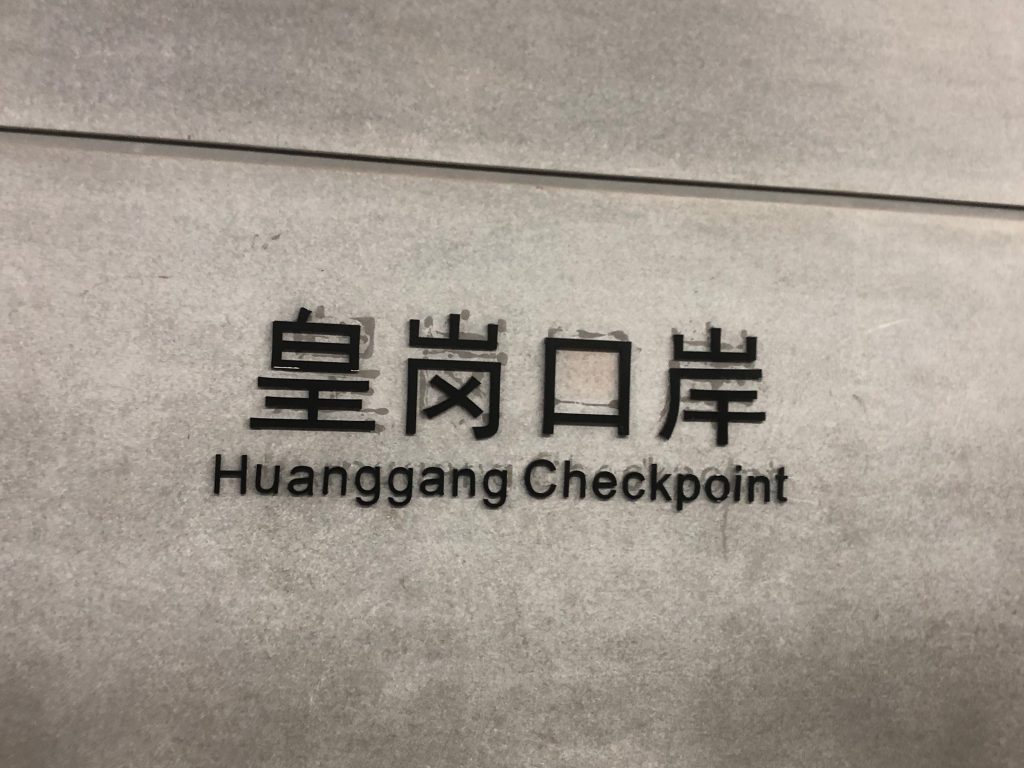 皇岗口岸
Huanggang Checkpoint